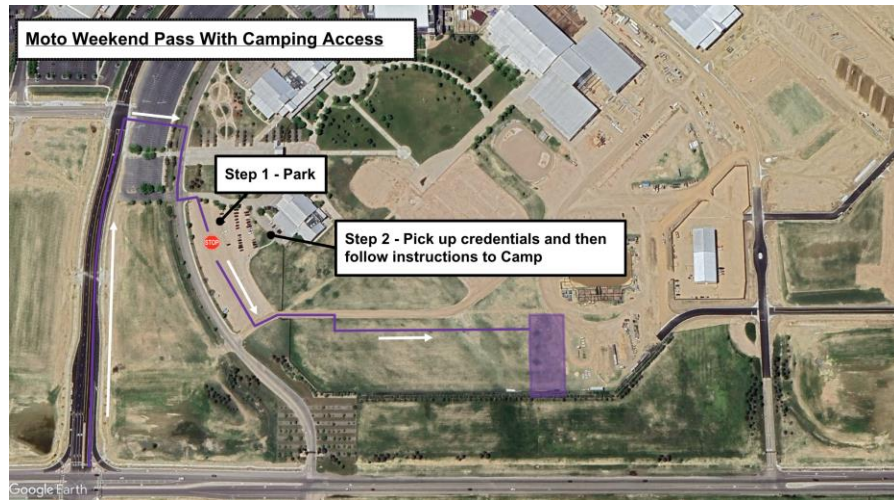 Moto Weekend Pass With Camping Access
Step 1 - Park
STOP
Step 2 - Pick up credentials and then
follow instructions to Camp
Google Earth